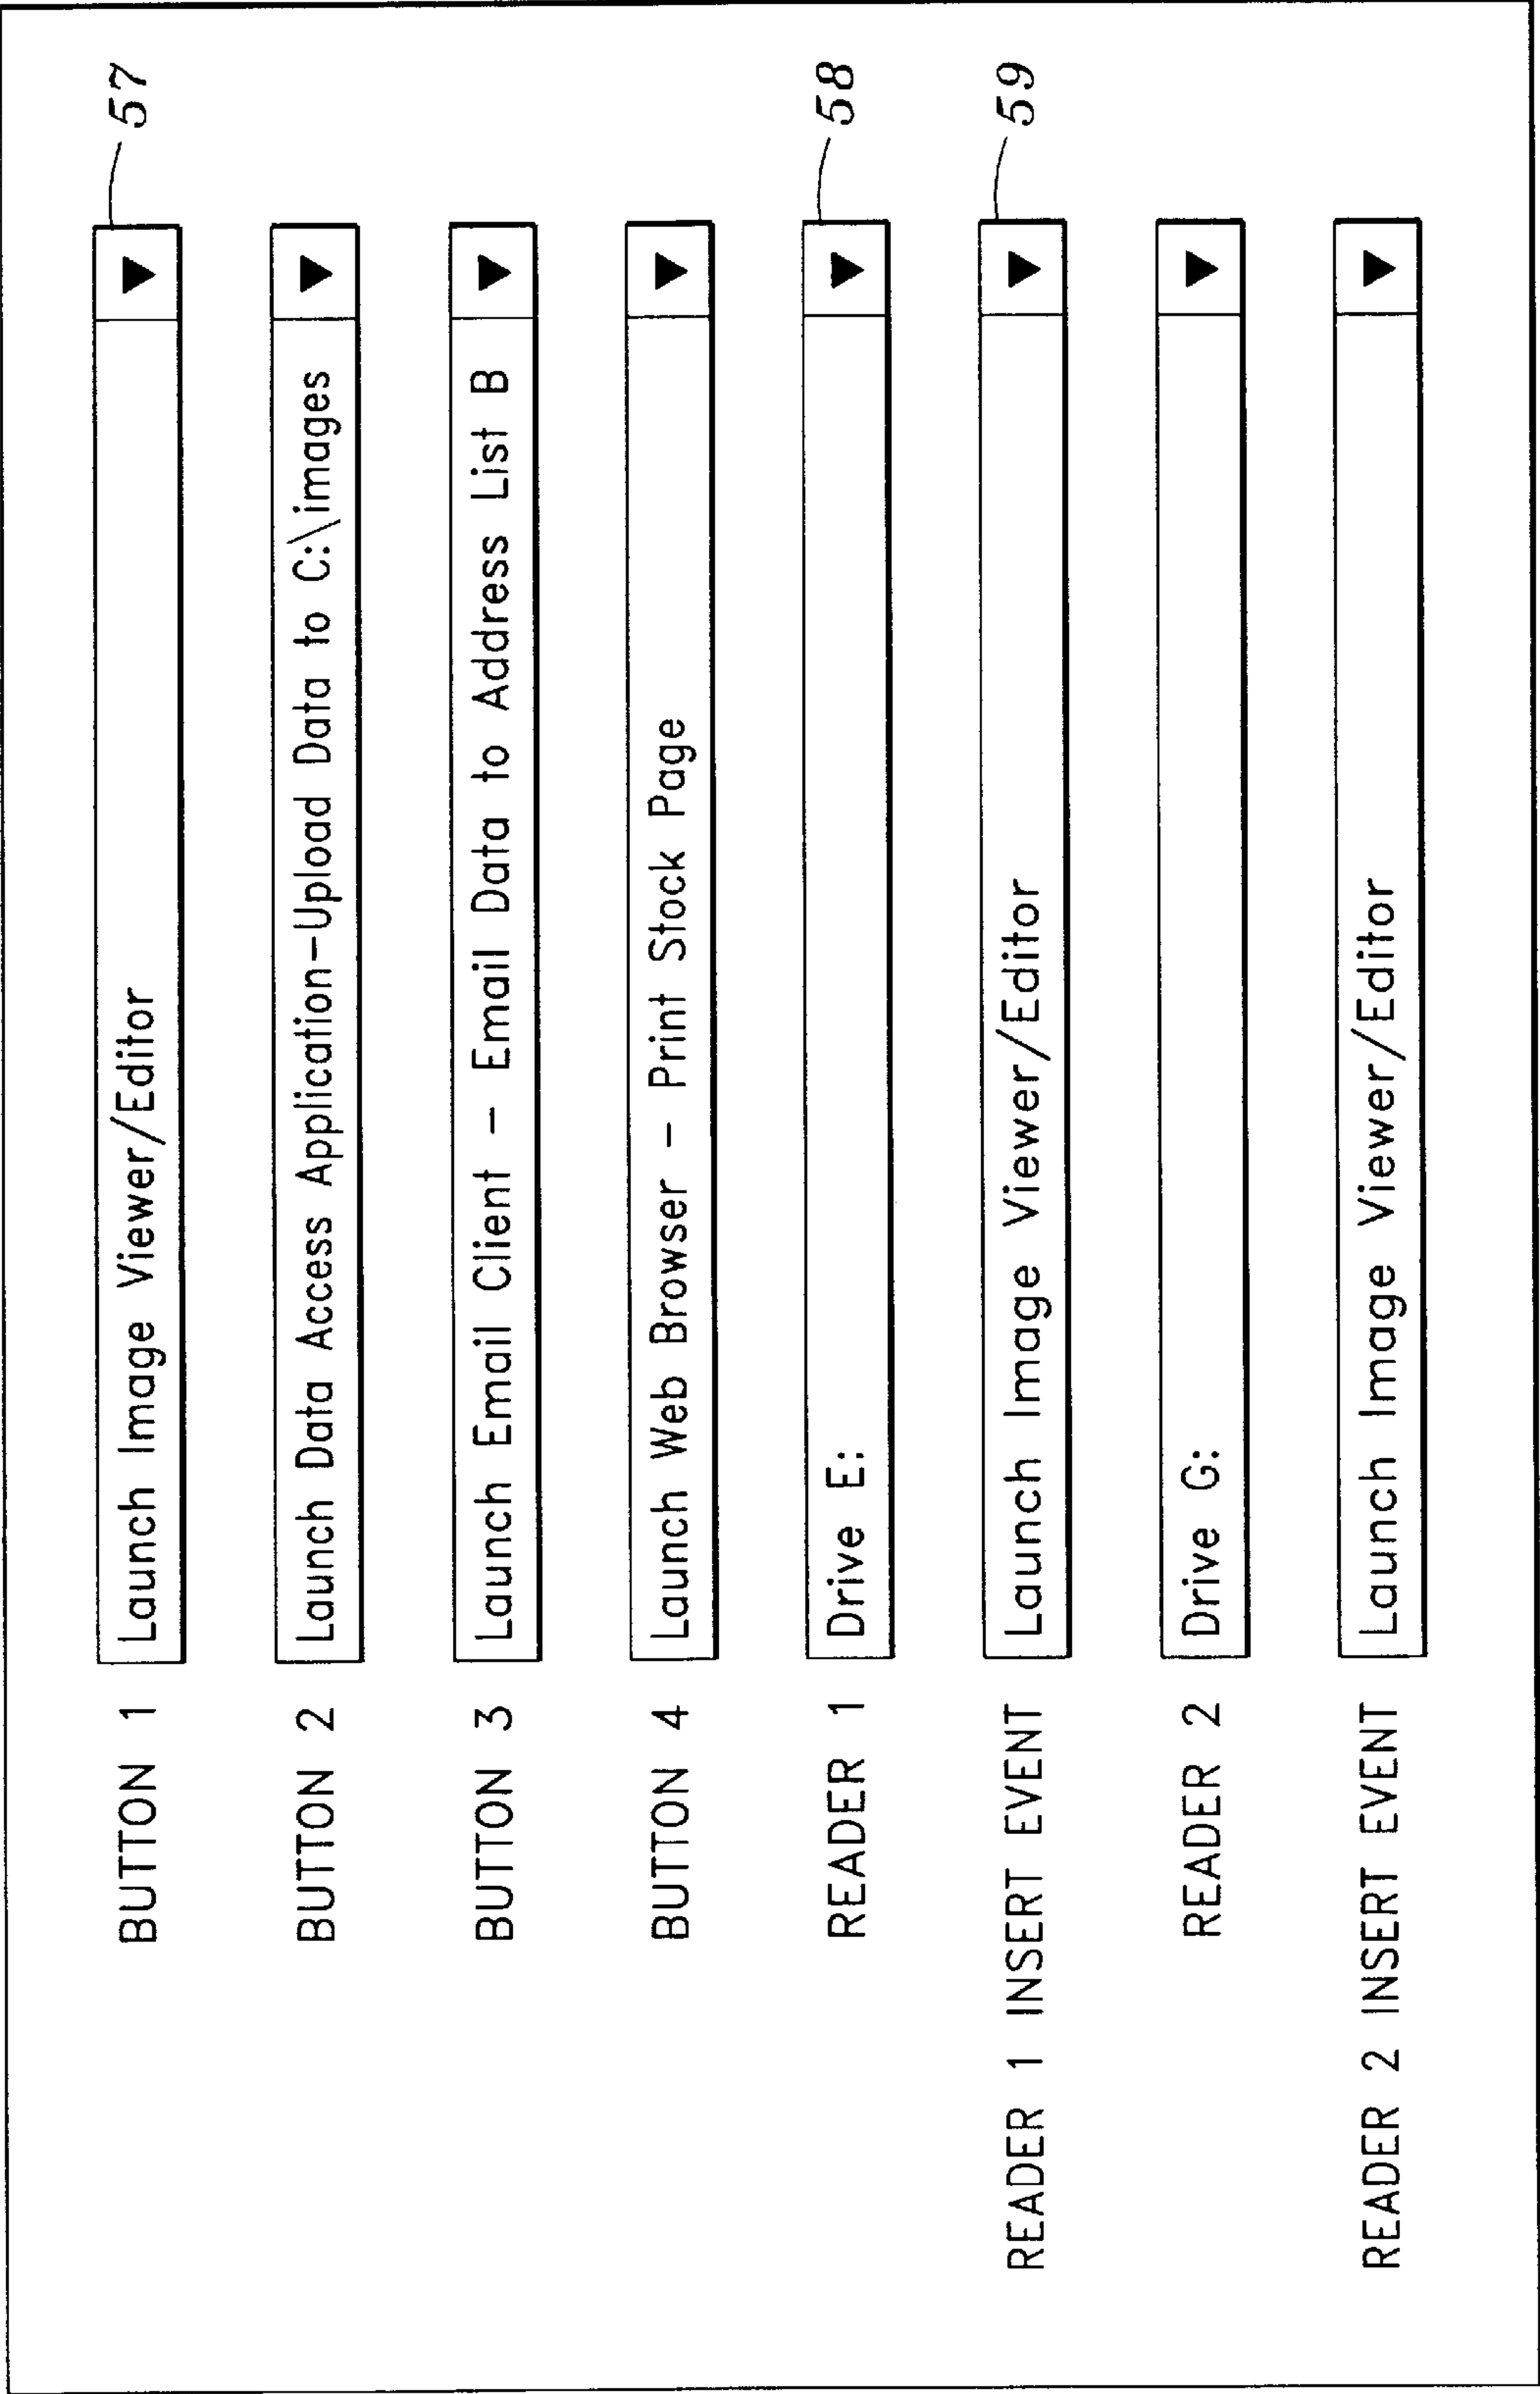 BUTTON 1 Launch Image Viewer/Editor 57
BUTTON 2 Launch Data Access Application-Upload Data to C:\images
BUTTON 3 Launch Email Client - Email Data to Address List B
BUTTON 4 Launch Web Browser - Print Stock Page
READER 1 Drive E: 58
READER 1 INSERT EVENT Launch Image Viewer/Editor 59
READER 2 Drive G:
READER 2 INSERT EVENT Launch Image Viewer/Editor